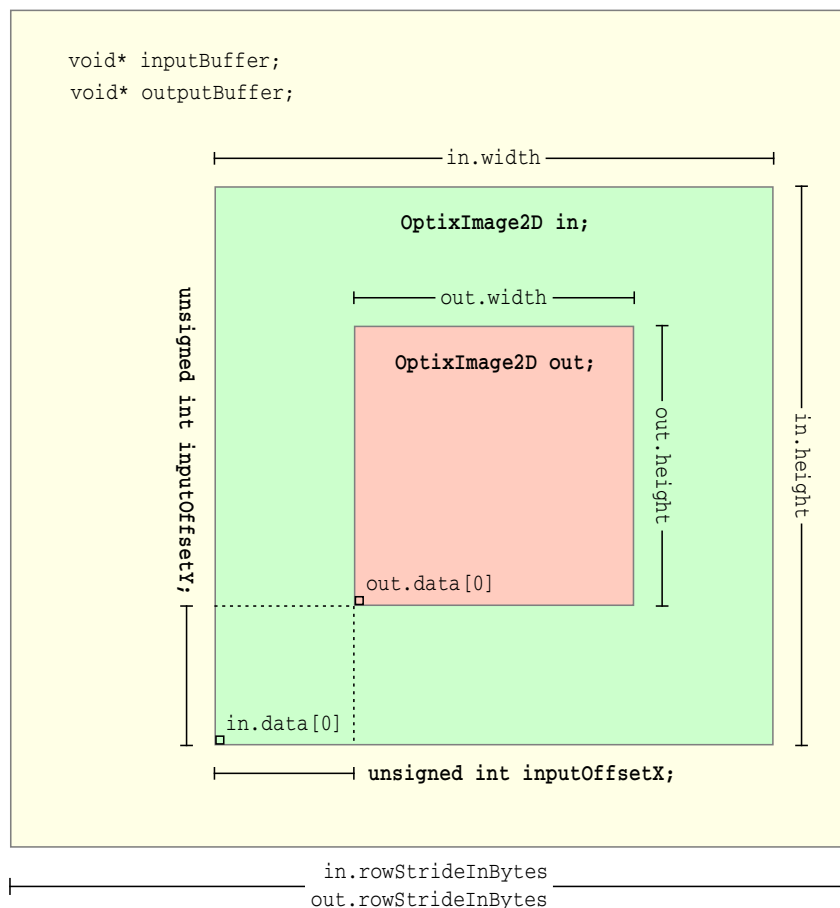 void* inputBuffer;
void* outputBuffer;
in.width
OptixImage2D in;
unsigned int inputOffsetY;
out.width
OptixImage2D out;
out.height
in.height
out.data[0]
in.data[0]
unsigned int inputOffsetX;
in.rowStrideInBytes
out.rowStrideInBytes